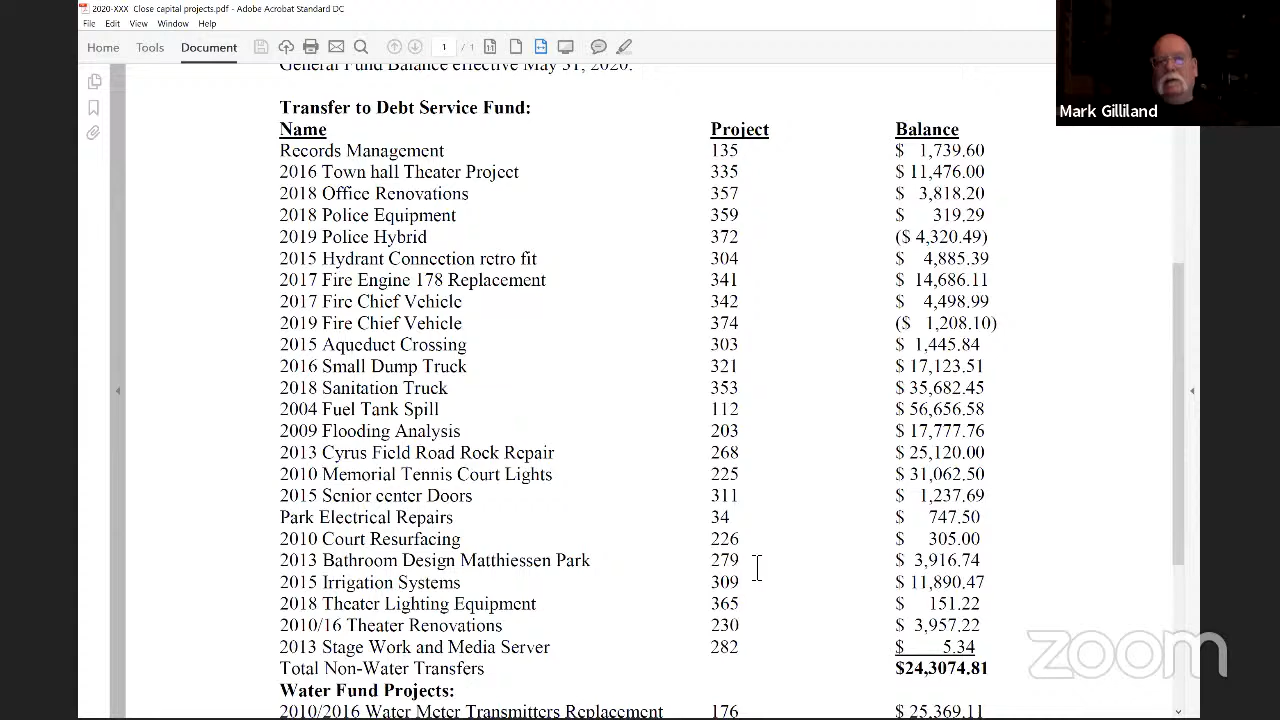 2020-XXX Close capital projects.pdf - Adobe Acrobat Standard DC
File Edit View Window Help
Home Tools Document 1 / 1
General Fund Balance effective May 31, 2020.
Transfer to Debt Service Fund:
Name Project Balance
Records Management 135 $ 1,739.60
2016 Town hall Theater Project 335 $ 11,476.00
2018 Office Renovations 357 $ 3,818.20
2018 Police Equipment 359 $ 319.29
2019 Police Hybrid 372 ($ 4,320.49)
2015 Hydrant Connection retro fit 304 $ 4,885.39
2017 Fire Engine 178 Replacement 341 $ 14,686.11
2017 Fire Chief Vehicle 342 $ 4,498.99
2019 Fire Chief Vehicle 374 ($ 1,208.10)
2015 Aqueduct Crossing 303 $ 1,445.84
2016 Small Dump Truck 321 $ 17,123.51
2018 Sanitation Truck 353 $ 35,682.45
2004 Fuel Tank Spill 112 $ 56,656.58
2009 Flooding Analysis 203 $ 17,777.76
2013 Cyrus Field Road Rock Repair 268 $ 25,120.00
2010 Memorial Tennis Court Lights 225 $ 31,062.50
2015 Senior center Doors 311 $ 1,237.69
Park Electrical Repairs 34 $ 747.50
2010 Court Resurfacing 226 $ 305.00
2013 Bathroom Design Matthiessen Park 279 $ 3,916.74
2015 Irrigation Systems 309 $ 11,890.47
2018 Theater Lighting Equipment 365 $ 151.22
2010/16 Theater Renovations 230 $ 3,957.22
2013 Stage Work and Media Server 282 $ 5.34
Total Non-Water Transfers $24,3074.81
Water Fund Projects:
2010/2016 Water Meter Transmitters Replacement 176 $ 25,369.11
Mark Gilliland
zoom